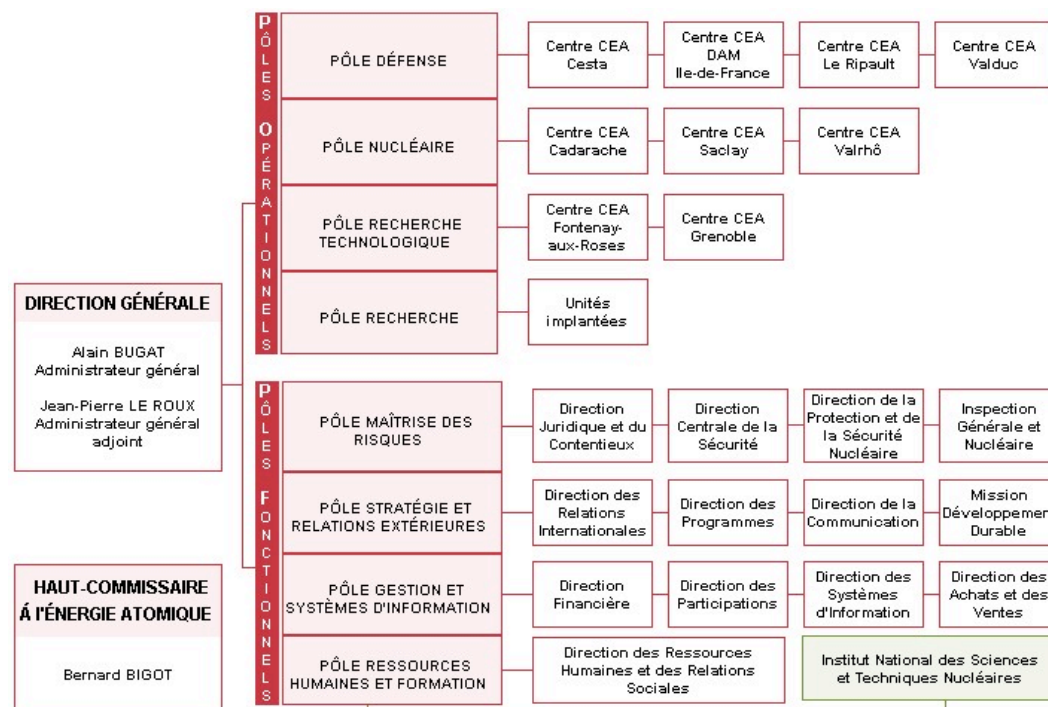 PÔLES OPÉRATIONNELS
PÔLE DÉFENSE
Centre CEA
Cesta
Centre CEA
DAM
Ile-de-France
Centre CEA
Le Ripault
Centre CEA
Valduc
PÔLE NUCLÉAIRE
Centre CEA
Cadarache
Centre CEA
Saclay
Centre CEA
Valrhô
PÔLE RECHERCHE
TECHNOLOGIQUE
Centre CEA
Fontenay-
aux-Roses
Centre CEA
Grenoble
PÔLE RECHERCHE
Unités
implantées
DIRECTION GÉNÉRALE
Alain BUGAT
Administrateur général
Jean-Pierre LE ROUX
Administrateur général
adjoint
PÔLES FONCTIONNELS
PÔLE MAÎTRISE DES
RISQUES
Direction
Juridique et du
Contentieux
Direction
Centrale de la
Sécurité
Direction de la
Protection et de
la Sécurité
Nucléaire
Inspection
Générale et
Nucléaire
PÔLE STRATÉGIE ET
RELATIONS EXTÉRIEURES
Direction des
Relations
Internationales
Direction des
Programmes
Direction de la
Communication
Mission
Développemen
Durable
HAUT-COMMISSAIRE
Á l'ÉNERGIE ATOMIQUE
Bernard BIGOT
PÔLE GESTION ET
SYSTÈMES D'INFORMATION
Direction
Financière
Direction des
Participations
Direction des
Systèmes
d'Information
Direction des
Achats et des
Ventes
PÔLE RESSOURCES
HUMAINES ET FORMATION
Direction des Ressources
Humaines et des Relations
Sociales
Institut National des Sciences
et Techniques Nucléaires